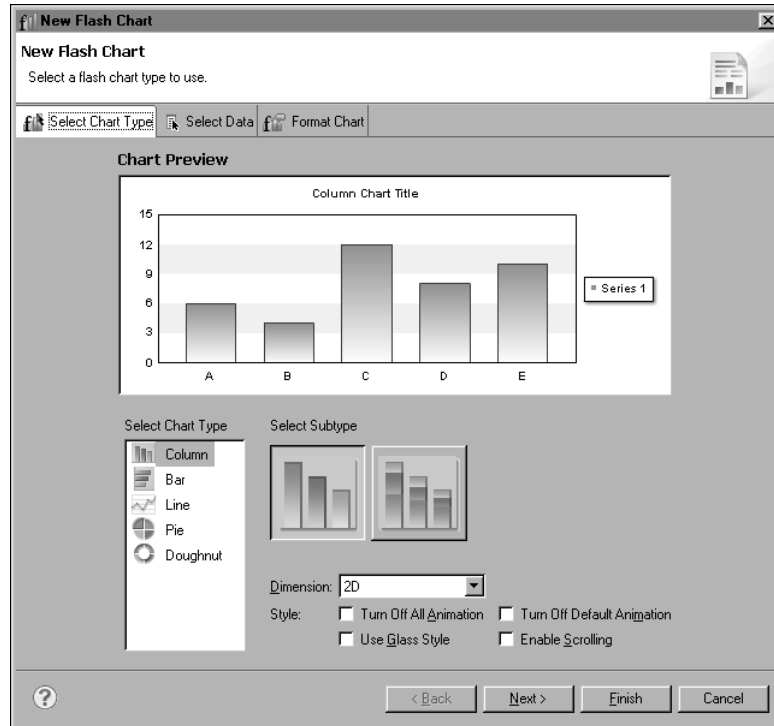 New Flash Chart
New Flash Chart
Select a flash chart type to use.
Select Chart Type Select Data Format Chart
Chart Preview
Column Chart Title
15
12
9
6
3
0
A B C D E
Series 1
Select Chart Type
Column
Bar
Line
Pie
Doughnut
Select Subtype
Dimension: 2D
Style: Turn Off All Animation Turn Off Default Animation
Use Glass Style Enable Scrolling
? < Back Next > Finish Cancel